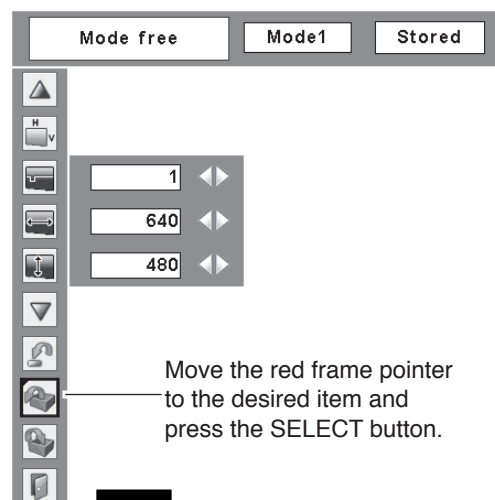 Mode free Mode1 Stored
H
V
1
640
480
Move the red frame pointer
to the desired item and
press the SELECT button.